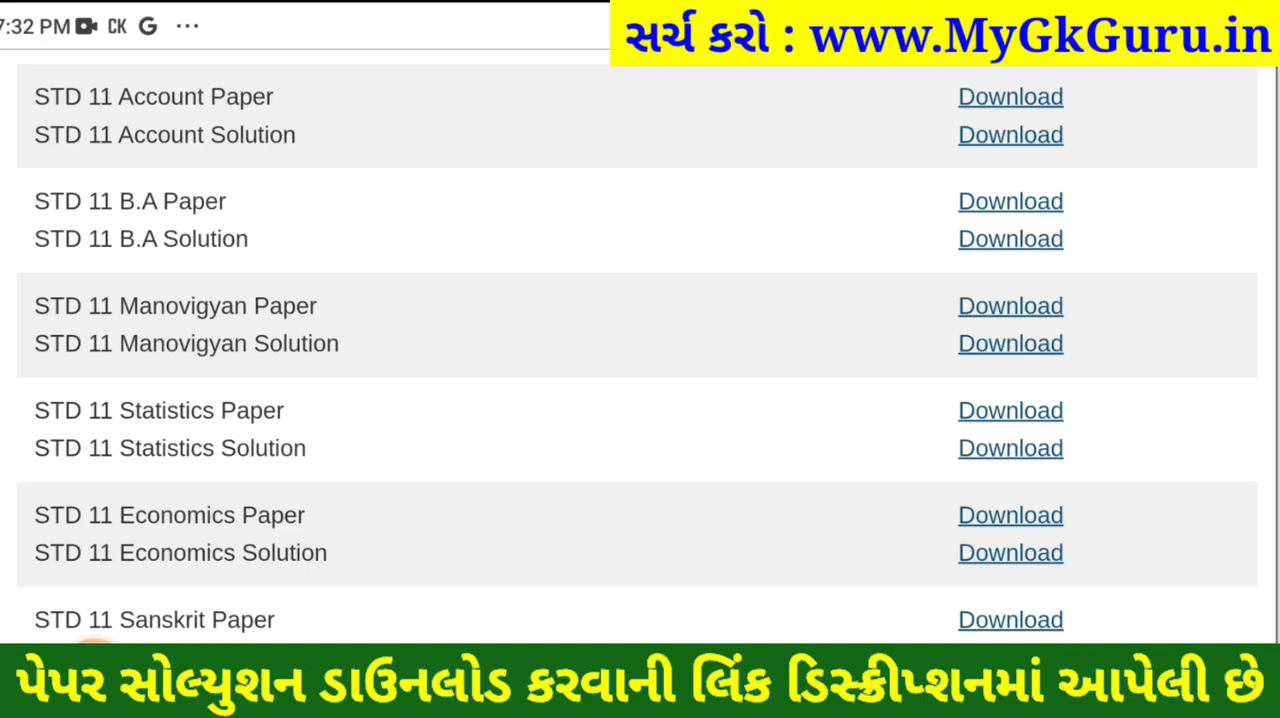 7:32 PM CK G ...
સર્ચ કરો : www.MyGkGuru.in
STD 11 Account Paper Download
STD 11 Account Solution Download
STD 11 B.A Paper Download
STD 11 B.A Solution Download
STD 11 Manovigyan Paper Download
STD 11 Manovigyan Solution Download
STD 11 Statistics Paper Download
STD 11 Statistics Solution Download
STD 11 Economics Paper Download
STD 11 Economics Solution Download
STD 11 Sanskrit Paper Download
પેપર સોલ્યુશન ડાઉનલોડ કરવાની લિંક ડિસ્ક્રીપ્શનમાં આપેલી છે